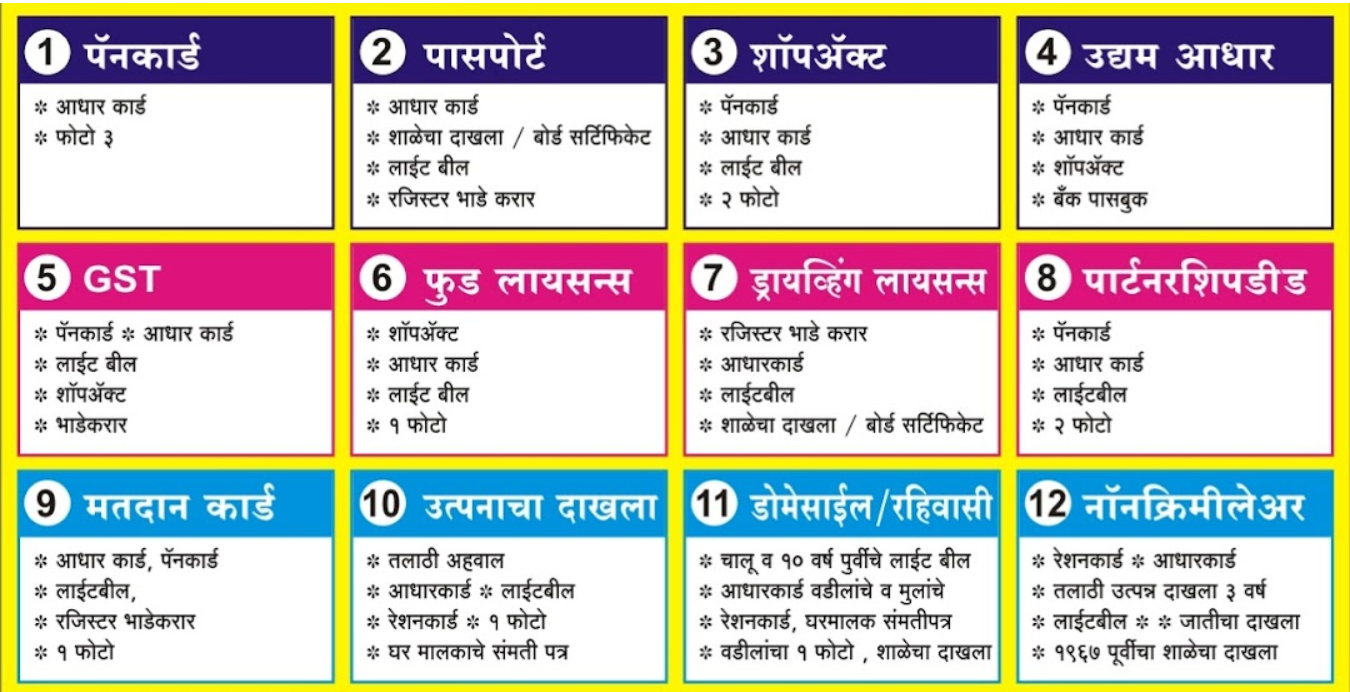 1 पॅनकार्ड
* आधार कार्ड
* फोटो ३
2 पासपोर्ट
* आधार कार्ड
* शाळेचा दाखला / बोर्ड सर्टिफिकेट
* लाईट बील
* रजिस्टर भाडे करार
3 शॉपॲक्ट
* पॅनकार्ड
* आधार कार्ड
* लाईट बील
* २ फोटो
4 उद्यम आधार
* पॅनकार्ड
* आधार कार्ड
* शॉपॲक्ट
* बँक पासबुक
5 GST
* पॅनकार्ड * आधार कार्ड
* लाईट बील
* शॉपॲक्ट
* भाडेकरार
6 फुड लायसन्स
* शॉपॲक्ट
* आधार कार्ड
* लाईट बील
* १ फोटो
7 ड्रायव्हिंग लायसन्स
* रजिस्टर भाडे करार
* आधारकार्ड
* लाईटबील
* शाळेचा दाखला / बोर्ड सर्टिफिकेट
8 पार्टनरशिपडीड
* पॅनकार्ड
* आधार कार्ड
* लाईटबील
* २ फोटो
9 मतदान कार्ड
* आधार कार्ड, पॅनकार्ड
* लाईटबील,
* रजिस्टर भाडेकरार
* १ फोटो
10 उत्पनाचा दाखला
* तलाठी अहवाल
* आधारकार्ड * लाईटबील
* रेशनकार्ड * १ फोटो
* घर मालकाचे संमती पत्र
11 डोमेसाईल/रहिवासी
* चालू व १० वर्ष पुर्वीचे लाईट बील
* आधारकार्ड वडीलांचे व मुलांचे
* रेशनकार्ड, घरमालक संमतीपत्र
* वडीलांचा १ फोटो , शाळेचा दाखला
12 नॉनक्रिमीलेअर
* रेशनकार्ड * आधारकार्ड
* तलाठी उत्पन्न दाखला ३ वर्ष
* लाईटबील * * जातीचा दाखला
* १९६७ पूर्वीचा शाळेचा दाखला